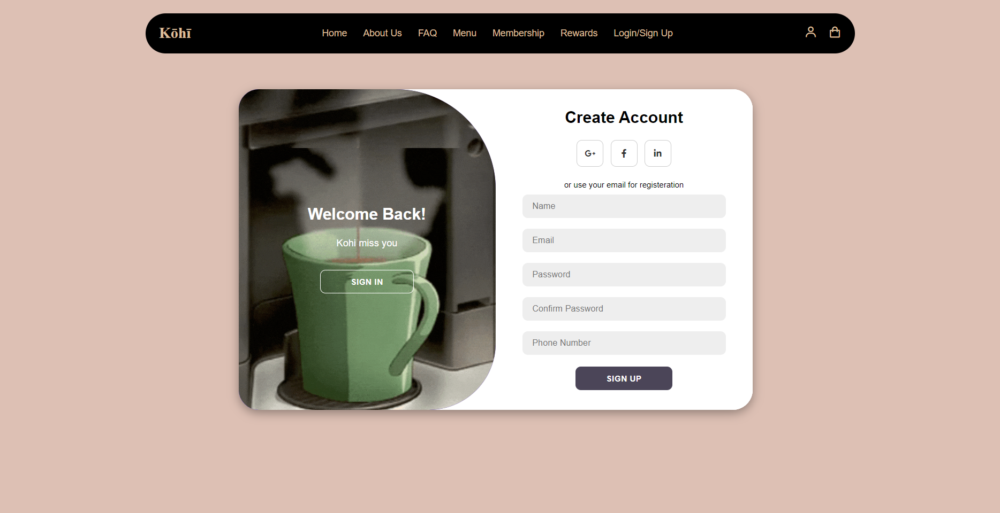 Kōhī
Home About Us FAQ Menu Membership Rewards Login/Sign Up
Welcome Back!
Kohi miss you
SIGN IN
Create Account
G+ f in
or use your email for registeration
Name
Email
Password
Confirm Password
Phone Number
SIGN UP